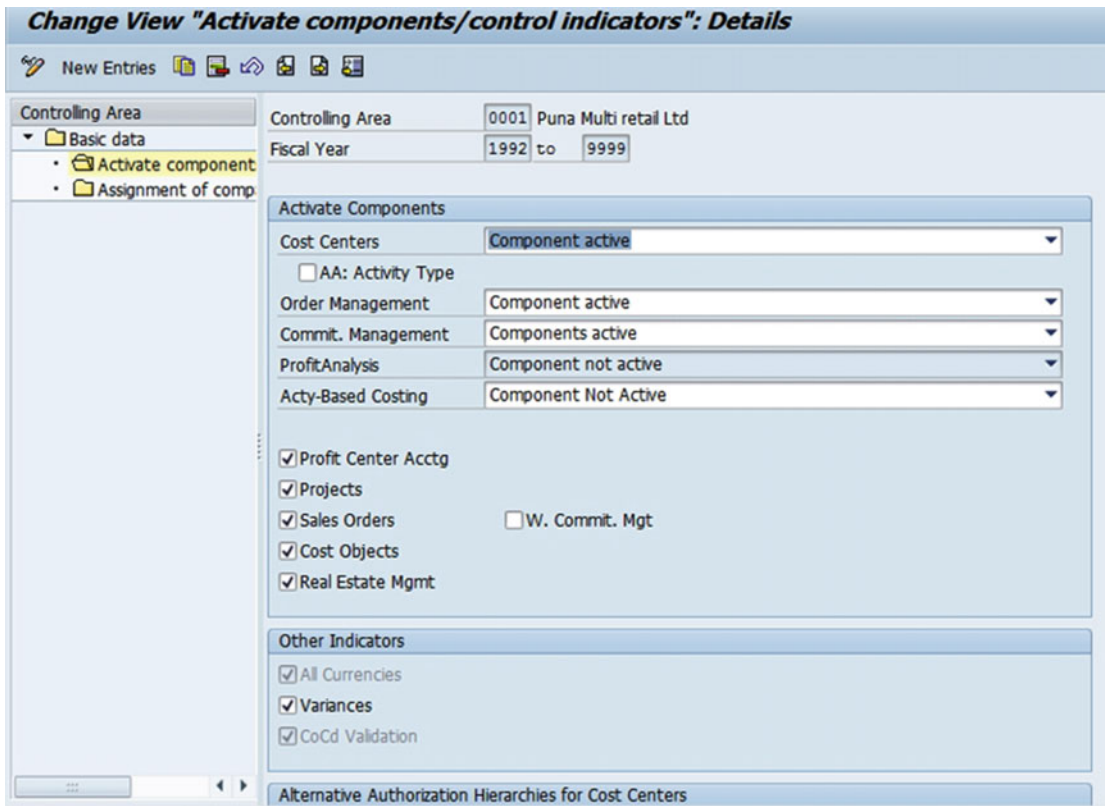 Change View "Activate components/control indicators": Details
New Entries
Controlling Area
Basic data
Activate component
Assignment of comp
Controlling Area 0001 Puna Multi retail Ltd
Fiscal Year 1992 to 9999
Activate Components
Cost Centers Component active
AA: Activity Type
Order Management Component active
Commit. Management Components active
ProfitAnalysis Component not active
Acty-Based Costing Component Not Active
Profit Center Acctg
Projects
Sales Orders W. Commit. Mgt
Cost Objects
Real Estate Mgmt
Other Indicators
All Currencies
Variances
CoCd Validation
Alternative Authorization Hierarchies for Cost Centers